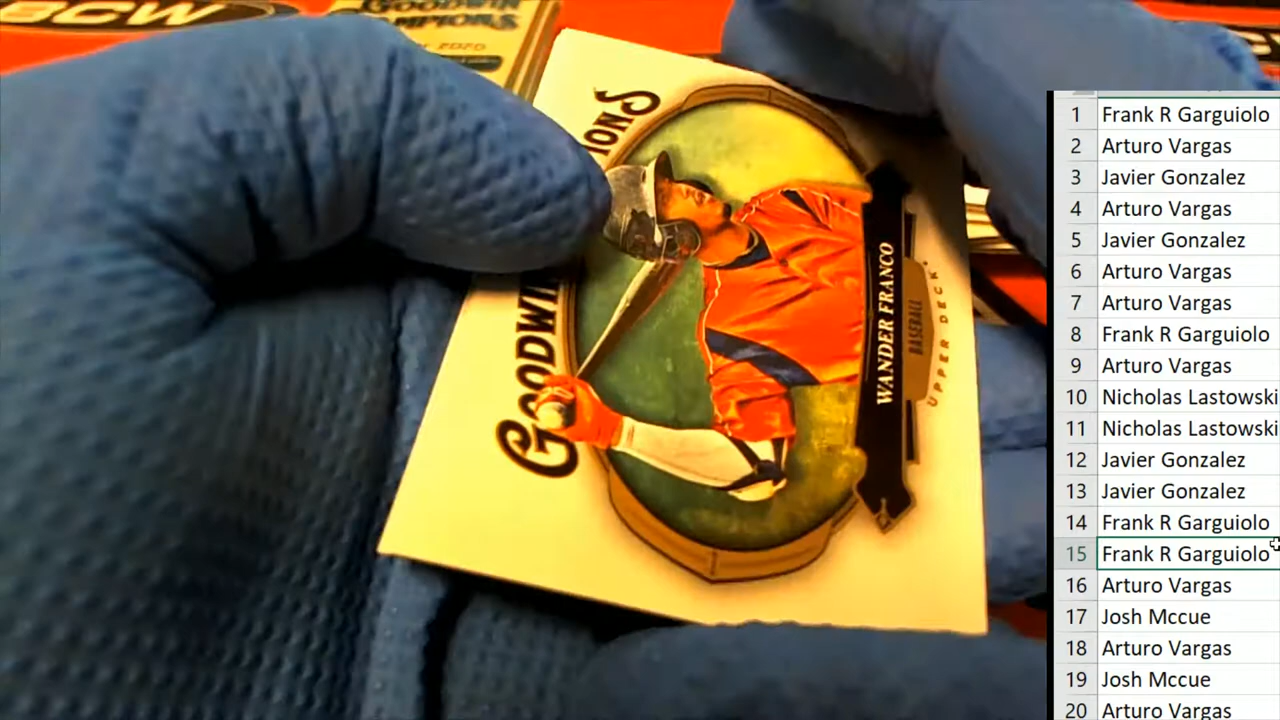 BCW
GOODWIN
CHAMPIONS
2020
GOODWIN
IONS
WANDER FRANCO
BASEBALL
UPPER DECK
1 Frank R Garguiolo
2 Arturo Vargas
3 Javier Gonzalez
4 Arturo Vargas
5 Javier Gonzalez
6 Arturo Vargas
7 Arturo Vargas
8 Frank R Garguiolo
9 Arturo Vargas
10 Nicholas Lastowski
11 Nicholas Lastowski
12 Javier Gonzalez
13 Javier Gonzalez
14 Frank R Garguiolo
15 Frank R Garguiolo
16 Arturo Vargas
17 Josh Mccue
18 Arturo Vargas
19 Josh Mccue
20 Arturo Vargas